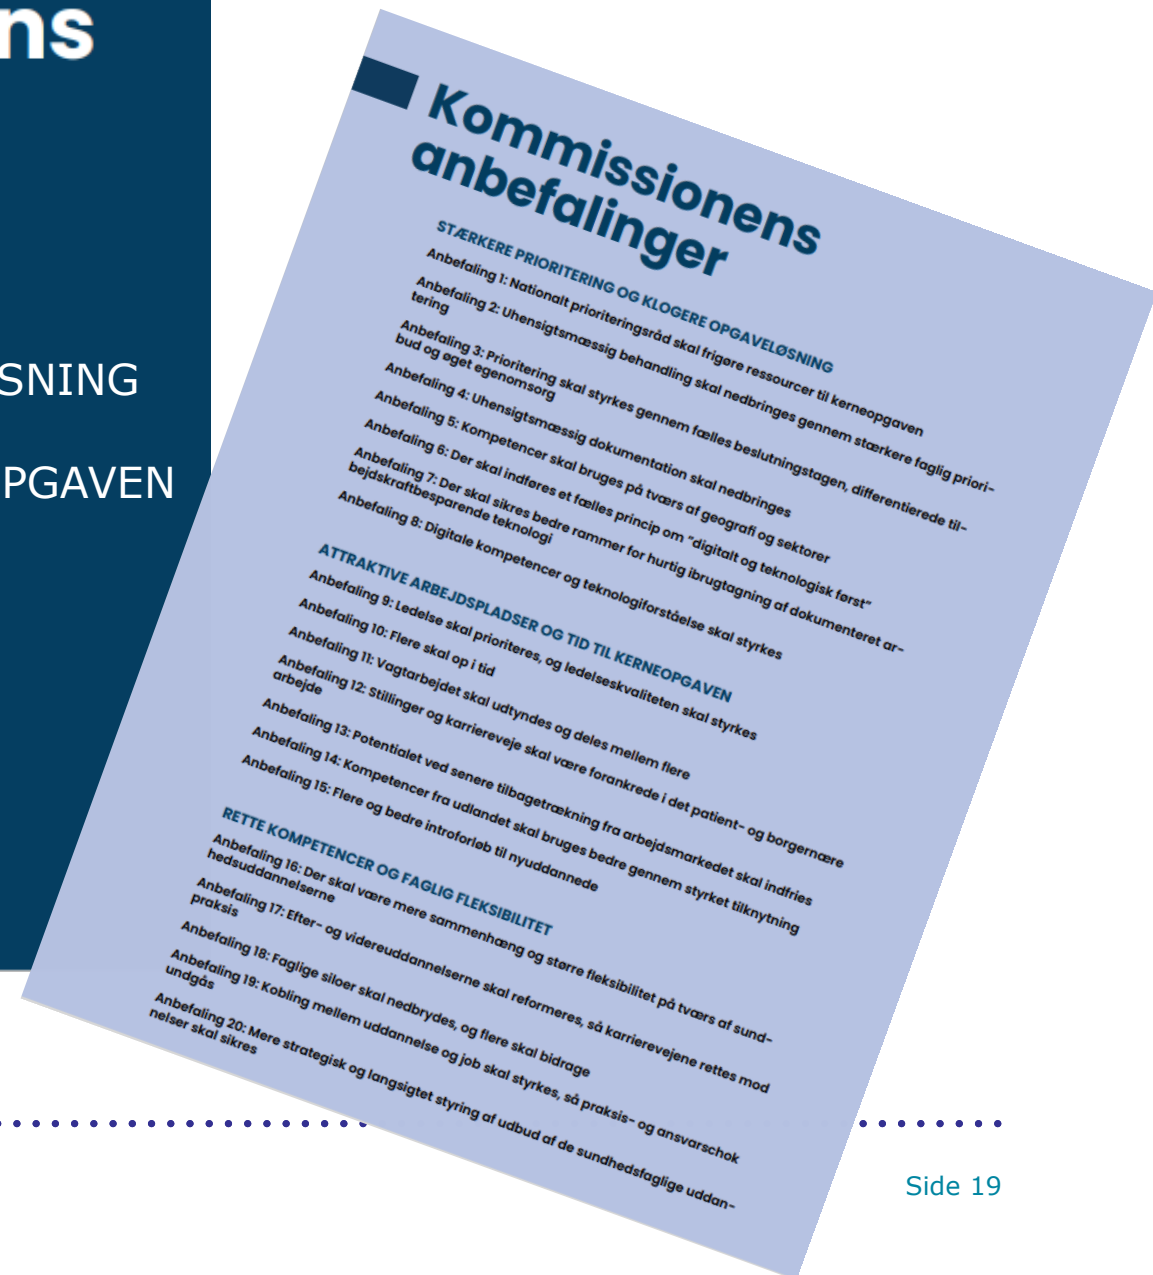 ns
SNING
PGAVEN
Kommissionens
anbefalinger
STÆRKERE PRIORITERING OG KLOGERE OPGAVELØSNING
Anbefaling 1: Nationalt prioriteringsråd skal frigøre ressourcer til kerneopgaven
Anbefaling 2: Uhensigtsmæssig behandling skal nedbringes gennem stærkere faglig priori-
tering
Anbefaling 3: Prioritering skal styrkes gennem fælles beslutningstagen, differentierede til-
bud og øget egenomsorg
Anbefaling 4: Uhensigtsmæssig dokumentation skal nedbringes
Anbefaling 5: Kompetencer skal bruges på tværs af geografi og sektorer
Anbefaling 6: Der skal indføres et fælles princip om "digitalt og teknologisk først"
Anbefaling 7: Der skal sikres bedre rammer for hurtig ibrugtagning af dokumenteret ar-
bejdskraftbesparende teknologi
Anbefaling 8: Digitale kompetencer og teknologiforståelse skal styrkes
ATTRAKTIVE ARBEJDSPLADSER OG TID TIL KERNEOPGAVEN
Anbefaling 9: Ledelse skal prioriteres, og ledelseskvaliteten skal styrkes
Anbefaling 10: Flere skal op i tid
Anbefaling 11: Vagtarbejdet skal udtyndes og deles mellem flere
Anbefaling 12: Stillinger og karriereveje skal være forankrede i det patient- og borgernære
arbejde
Anbefaling 13: Potentialet ved senere tilbagetrækning fra arbejdsmarkedet skal indfries
Anbefaling 14: Kompetencer fra udlandet skal bruges bedre gennem styrket tilknytning
Anbefaling 15: Flere og bedre introforløb til nyuddannede
RETTE KOMPETENCER OG FAGLIG FLEKSIBILITET
Anbefaling 16: Der skal være mere sammenhæng og større fleksibilitet på tværs af sund-
hedsuddannelserne
Anbefaling 17: Efter- og videreuddannelserne skal reformeres, så karrierevejene rettes mod
praksis
Anbefaling 18: Faglige siloer skal nedbrydes, og flere skal bidrage
Anbefaling 19: Kobling mellem uddannelse og job skal styrkes, så praksis- og ansvarschok
undgås
Anbefaling 20: Mere strategisk og langsigtet styring af udbud af de sundhedsfaglige uddan-
nelser skal sikres
Side 19